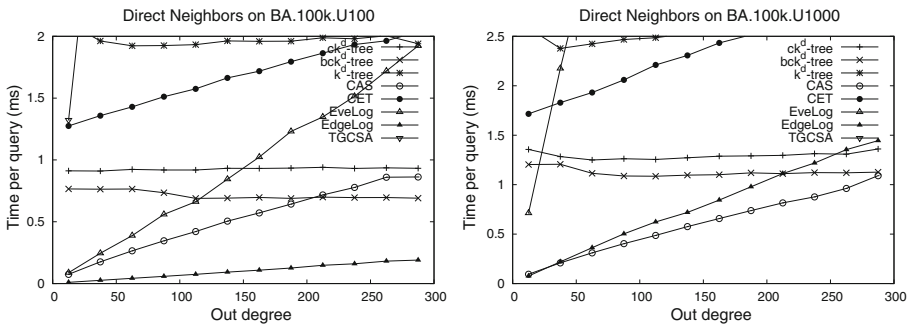 Direct Neighbors on BA.100k.U100
Time per query (ms)
2
1.5
1
0.5
0
0 50 100 150 200 250 300
Out degree
ck^d-tree
bck^d-tree
k^d-tree
CAS
CET
EveLog
EdgeLog
TGCSA
Direct Neighbors on BA.100k.U1000
Time per query (ms)
2.5
2
1.5
1
0.5
0
0 50 100 150 200 250 300
Out degree
ck^d-tree
bck^d-tree
k^d-tree
CAS
CET
EveLog
EdgeLog
TGCSA